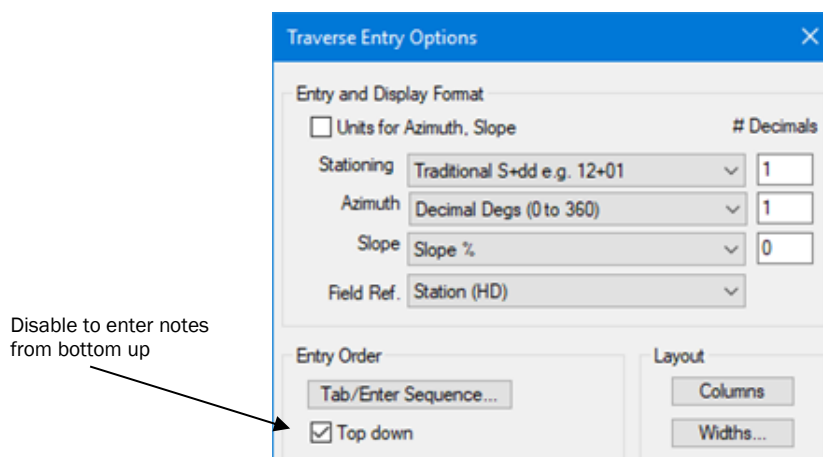 Traverse Entry Options
Entry and Display Format
Units for Azimuth, Slope # Decimals
Stationing Traditional S+dd e.g. 12+01 1
Azimuth Decimal Degs (0 to 360) 1
Slope Slope % 0
Field Ref. Station (HD)
Disable to enter notes
from bottom up
Entry Order Layout
Tab/Enter Sequence... Columns
Top down Widths...